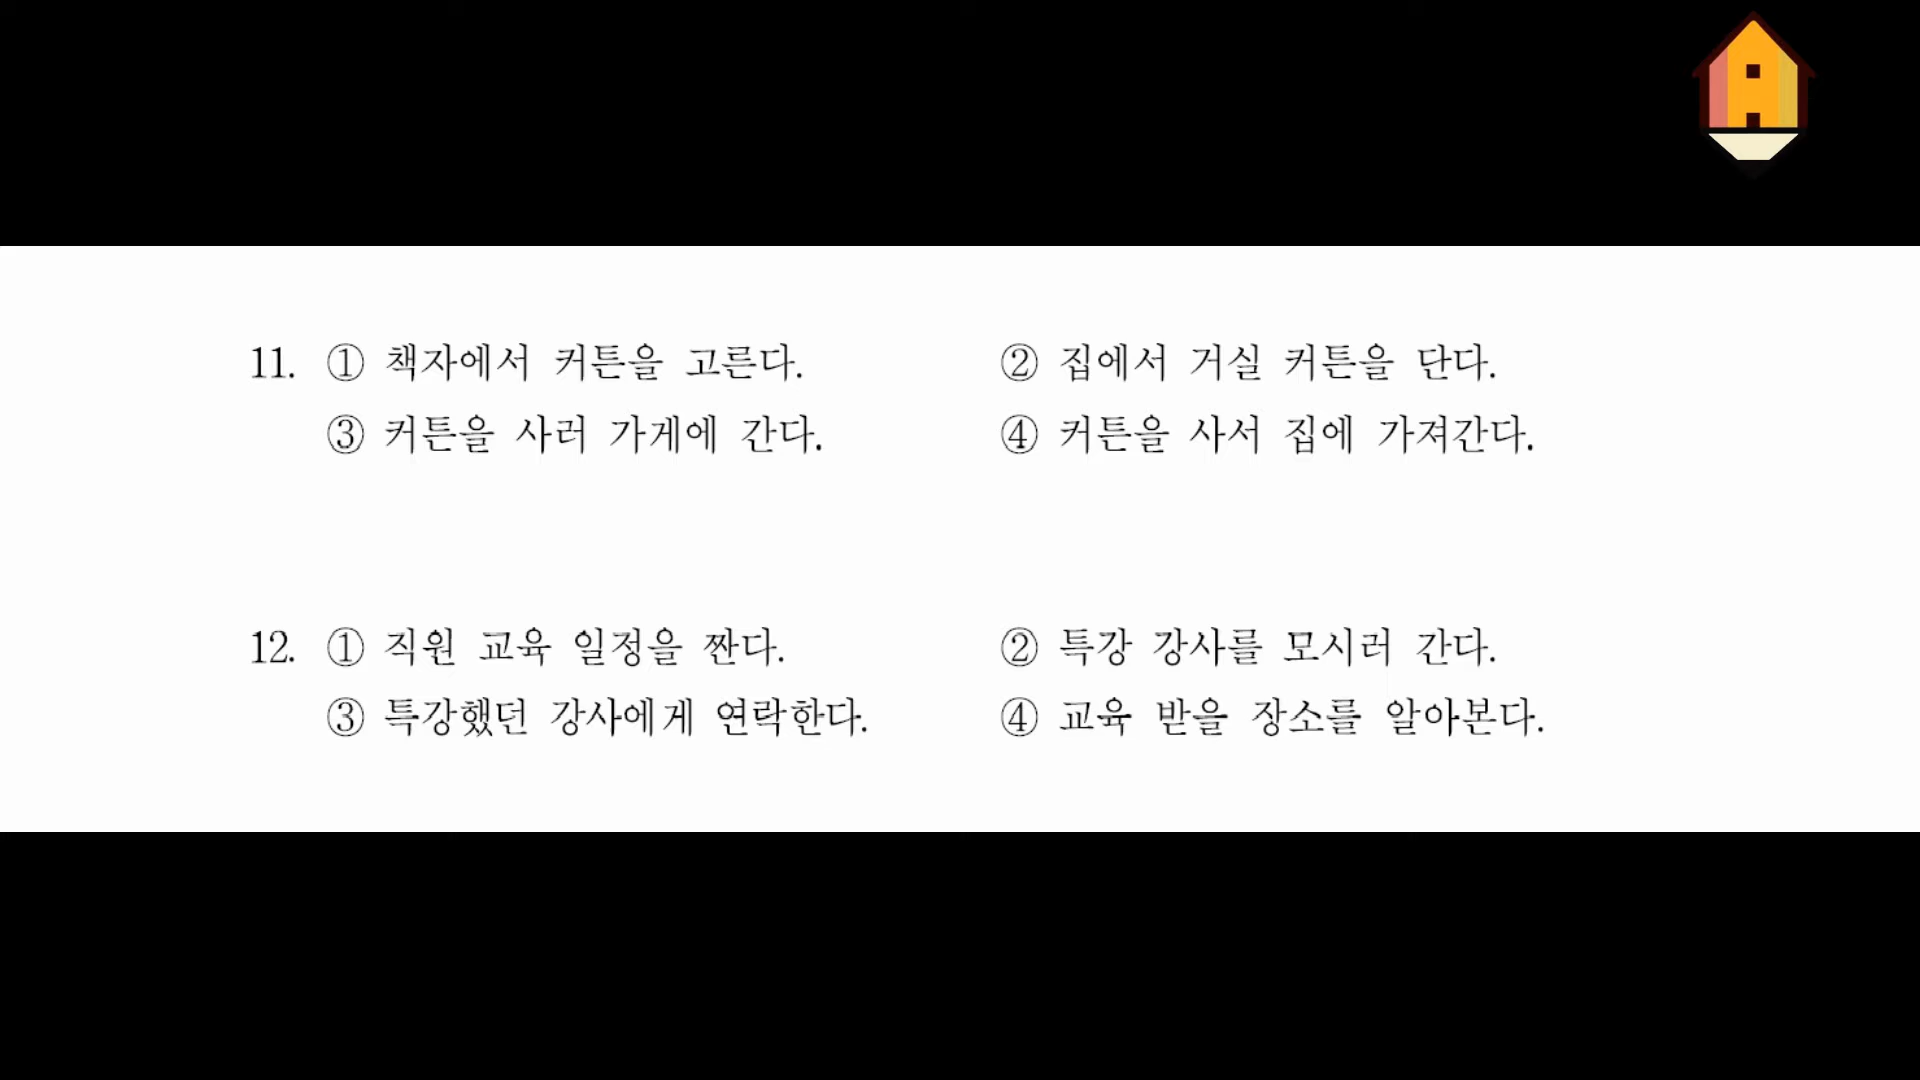 11. ① 책자에서 커튼을 고른다. ② 집에서 거실 커튼을 단다.
③ 커튼을 사러 가게에 간다. ④ 커튼을 사서 집에 가져간다.
12. ① 직원 교육 일정을 짠다. ② 특강 강사를 모시러 간다.
③ 특강했던 강사에게 연락한다. ④ 교육 받을 장소를 알아본다.